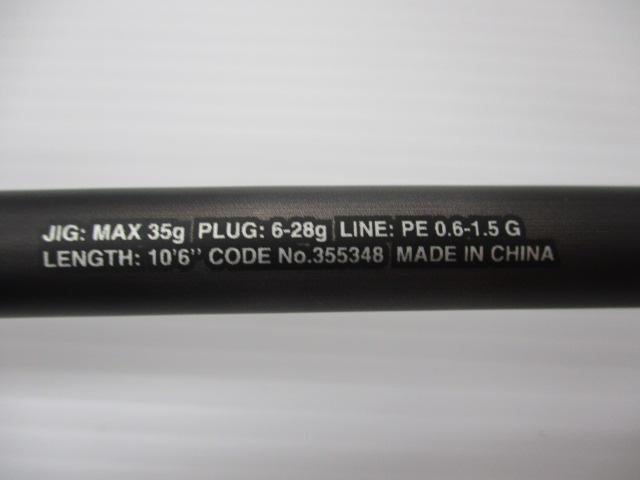 JIG: MAX 35g | PLUG: 6-28g | LINE: PE 0.6-1.5 G
LENGTH: 10'6'' CODE No.355348 | MADE IN CHINA